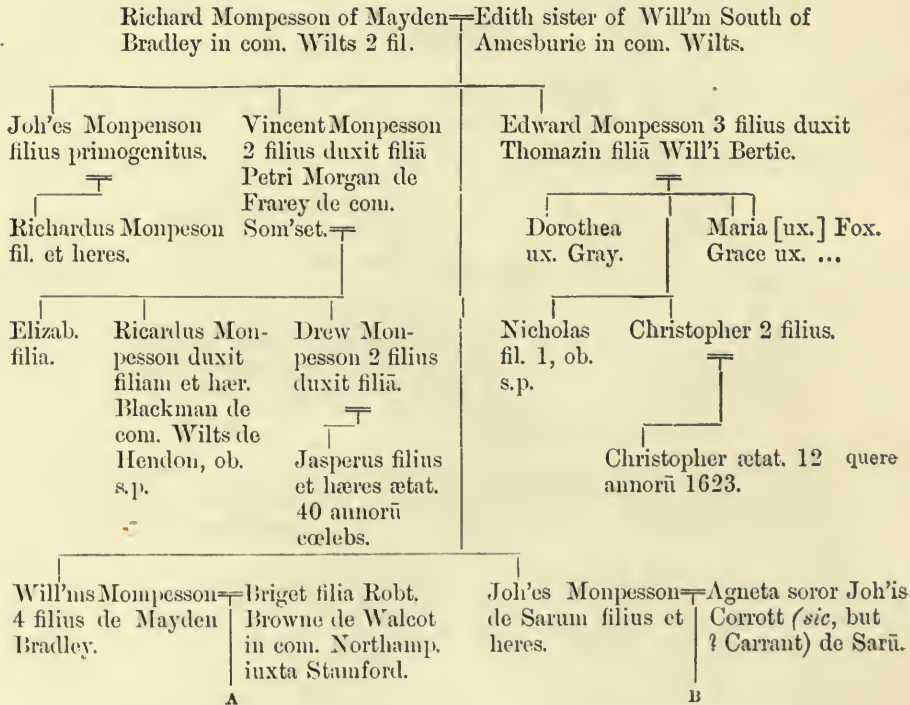 Richard Mompesson of Mayden
Bradley in com. Wilts 2 fil.
Edith sister of Will'm South of
Amesburie in com. Wilts.
Joh'es Monpenson
filius primogenitus.
Vincent Monpesson
2 filius duxit filiā
Petri Morgan de
Frarey de com.
Som'set.
Edward Monpesson 3 filius duxit
Thomazin filiā Will'i Bertie.
Richardus Monpeson
fil. et heres.
Dorothea
ux. Gray.
Maria [ux.] Fox.
Grace ux. ...
Elizab.
filia.
Ricardus Mon-
pesson duxit
filiam et hær.
Blackman de
com. Wilts de
Hendon, ob.
s.p.
Drew Mon-
pesson 2 filius
duxit filiā.
Nicholas
fil. 1, ob.
s.p.
Christopher 2 filius.
Jasperus filius
et hæres ætat.
40 annorū
cœlebs.
Christopher ætat. 12 quere
annorū 1623.
Will'ms Mompesson
4 filius de Mayden
Bradley.
Briget filia Robt.
Browne de Walcot
in com. Northamp.
iuxta Stamford.
Joh'es Monpesson
de Sarum filius et
heres.
Agneta soror Joh'is
Corrott (sic, but
? Carrant) de Sarū.
A
B